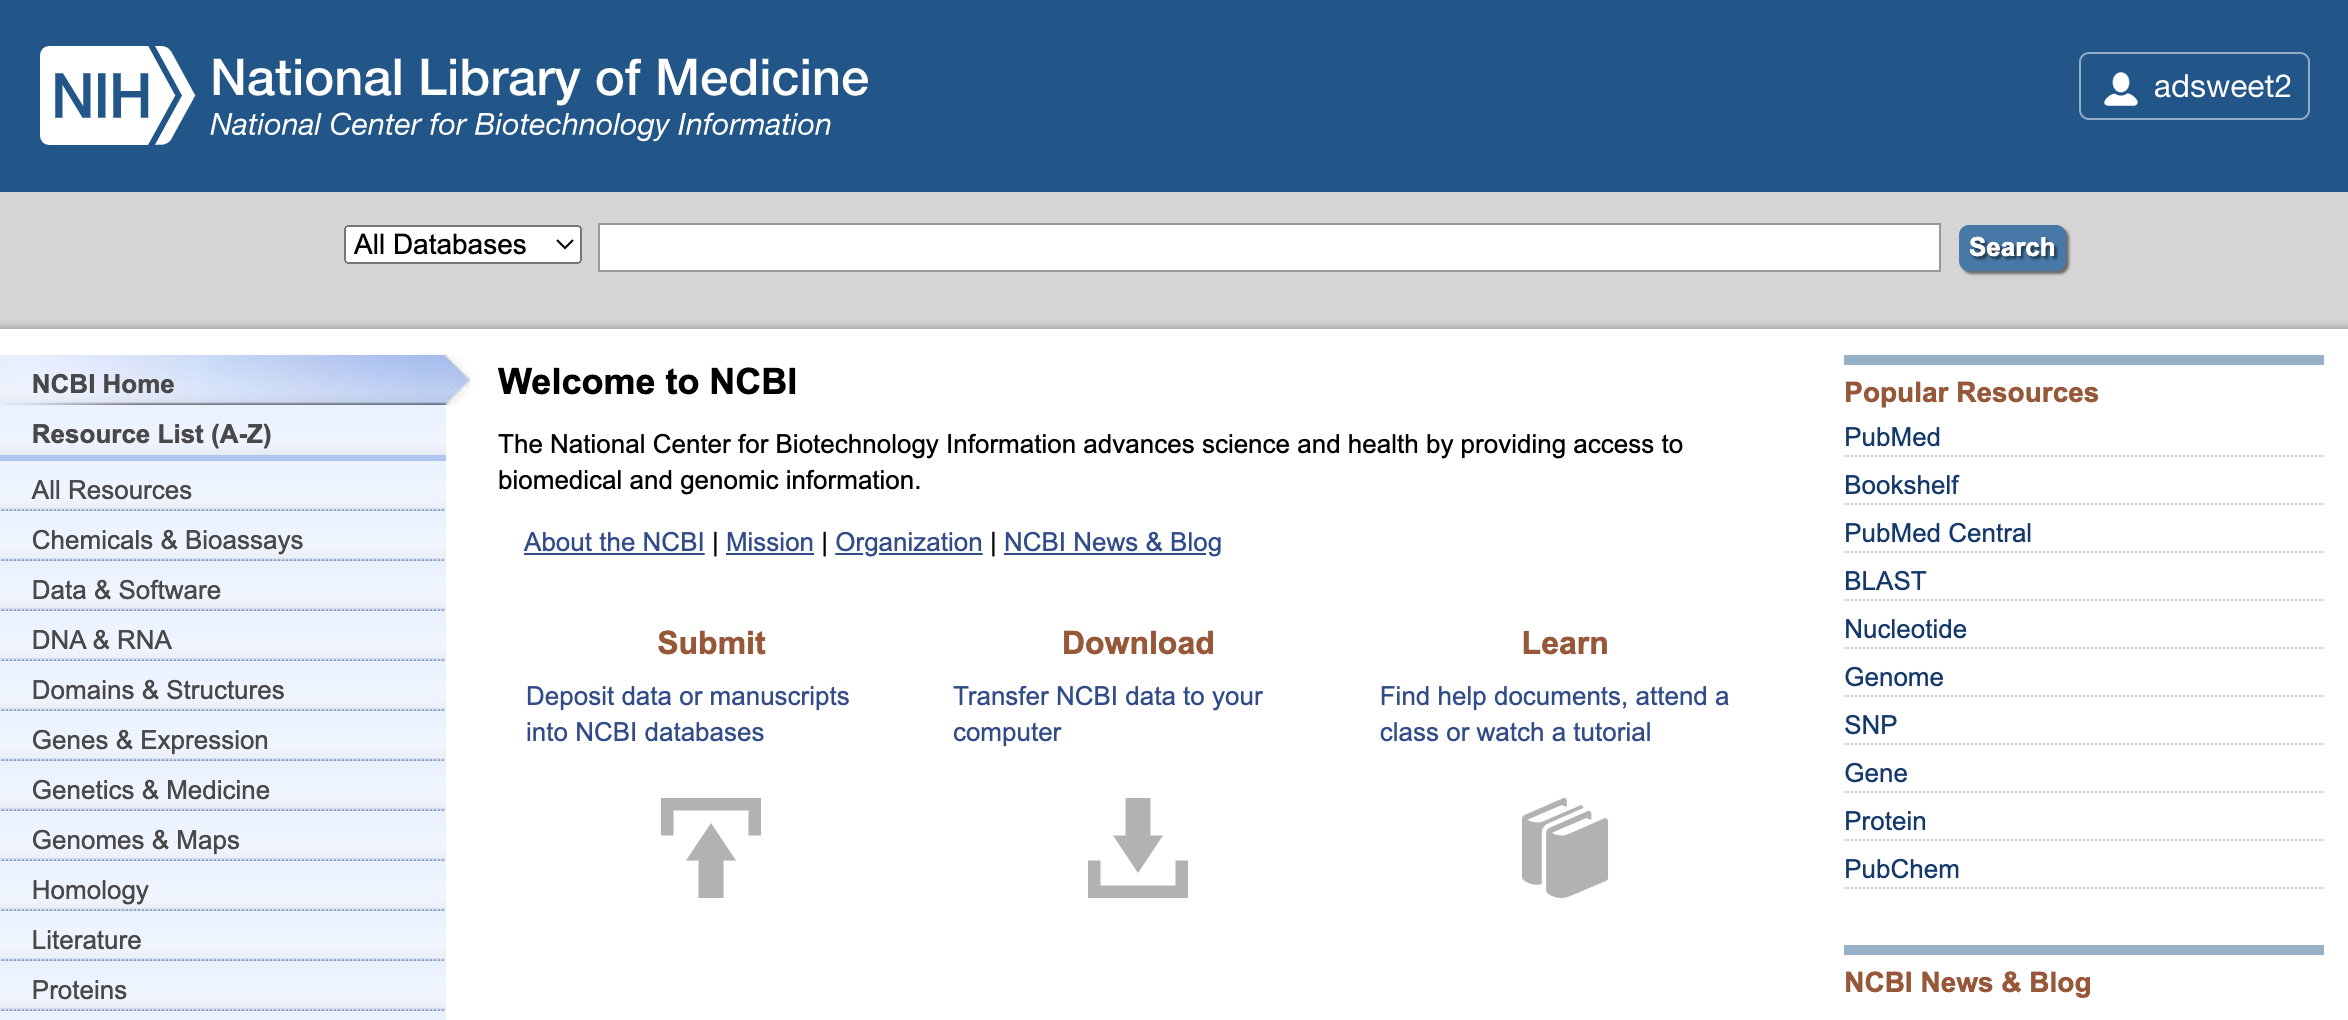 NIH
National Library of Medicine
National Center for Biotechnology Information
adsweet2
All Databases
Search
NCBI Home
Resource List (A-Z)
All Resources
Chemicals & Bioassays
Data & Software
DNA & RNA
Domains & Structures
Genes & Expression
Genetics & Medicine
Genomes & Maps
Homology
Literature
Proteins
Welcome to NCBI
The National Center for Biotechnology Information advances science and health by providing access to
biomedical and genomic information.
About the NCBI | Mission | Organization | NCBI News & Blog
Submit
Deposit data or manuscripts
into NCBI databases
Download
Transfer NCBI data to your
computer
Learn
Find help documents, attend a
class or watch a tutorial
Popular Resources
PubMed
Bookshelf
PubMed Central
BLAST
Nucleotide
Genome
SNP
Gene
Protein
PubChem
NCBI News & Blog